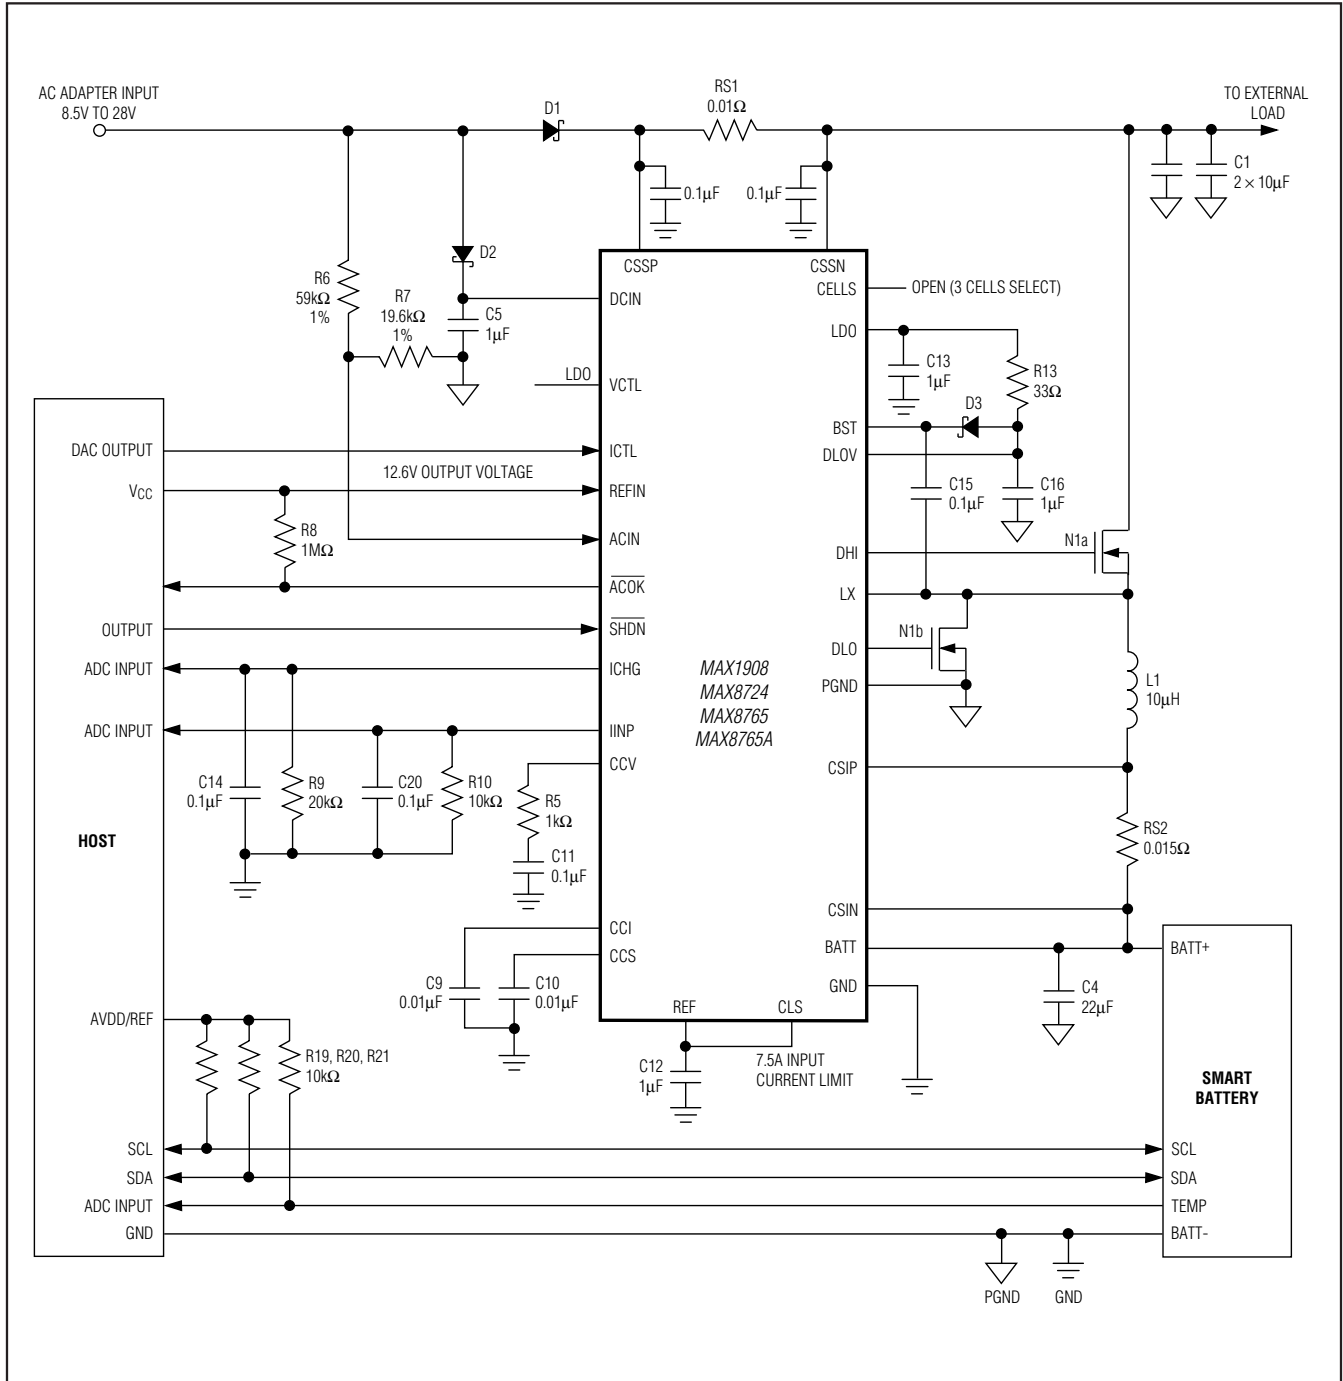 AC ADAPTER INPUT
8.5V TO 28V
D1
RS1
0.01Ω
TO EXTERNAL
LOAD
C1
2 × 10µF
0.1µF
0.1µF
D2
R6
59kΩ
1%
R7
19.6kΩ
1%
C5
1µF
CSSP
CSSN
CELLS
OPEN (3 CELLS SELECT)
DCIN
LDO
C13
1µF
R13
33Ω
LDO
VCTL
D3
BST
DLOV
DAC OUTPUT
ICTL
12.6V OUTPUT VOLTAGE
VCC
REFIN
C15
0.1µF
C16
1µF
R8
1MΩ
ACIN
DHI
N1a
ACOK
LX
OUTPUT
SHDN
N1b
DLO
ADC INPUT
ICHG
MAX1908
MAX8724
MAX8765
MAX8765A
PGND
L1
10µH
ADC INPUT
IINP
CCV
CSIP
C14
0.1µF
R9
20kΩ
C20
0.1µF
R10
10kΩ
R5
1kΩ
RS2
0.015Ω
HOST
C11
0.1µF
CSIN
CCI
BATT
BATT+
CCS
C9
0.01µF
C10
0.01µF
GND
C4
22µF
REF
CLS
AVDD/REF
R19, R20, R21
10kΩ
C12
1µF
7.5A INPUT
CURRENT LIMIT
SMART
BATTERY
SCL
SCL
SDA
SDA
ADC INPUT
TEMP
GND
BATT-
PGND
GND